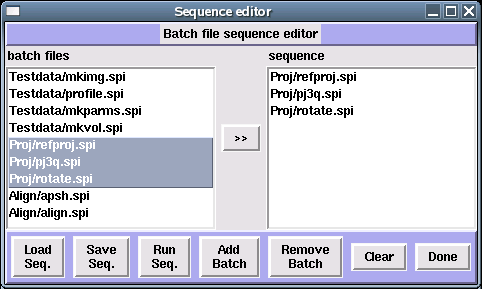 Sequence editor
Batch file sequence editor
batch files
sequence
Testdata/mkimg.spi
Testdata/profile.spi
Testdata/mkparms.spi
Testdata/mkvol.spi
Proj/refproj.spi
Proj/pj3q.spi
Proj/rotate.spi
Align/apsh.spi
Align/align.spi
>>
Proj/refproj.spi
Proj/pj3q.spi
Proj/rotate.spi
Load
Seq.
Save
Seq.
Run
Seq.
Add
Batch
Remove
Batch
Clear
Done